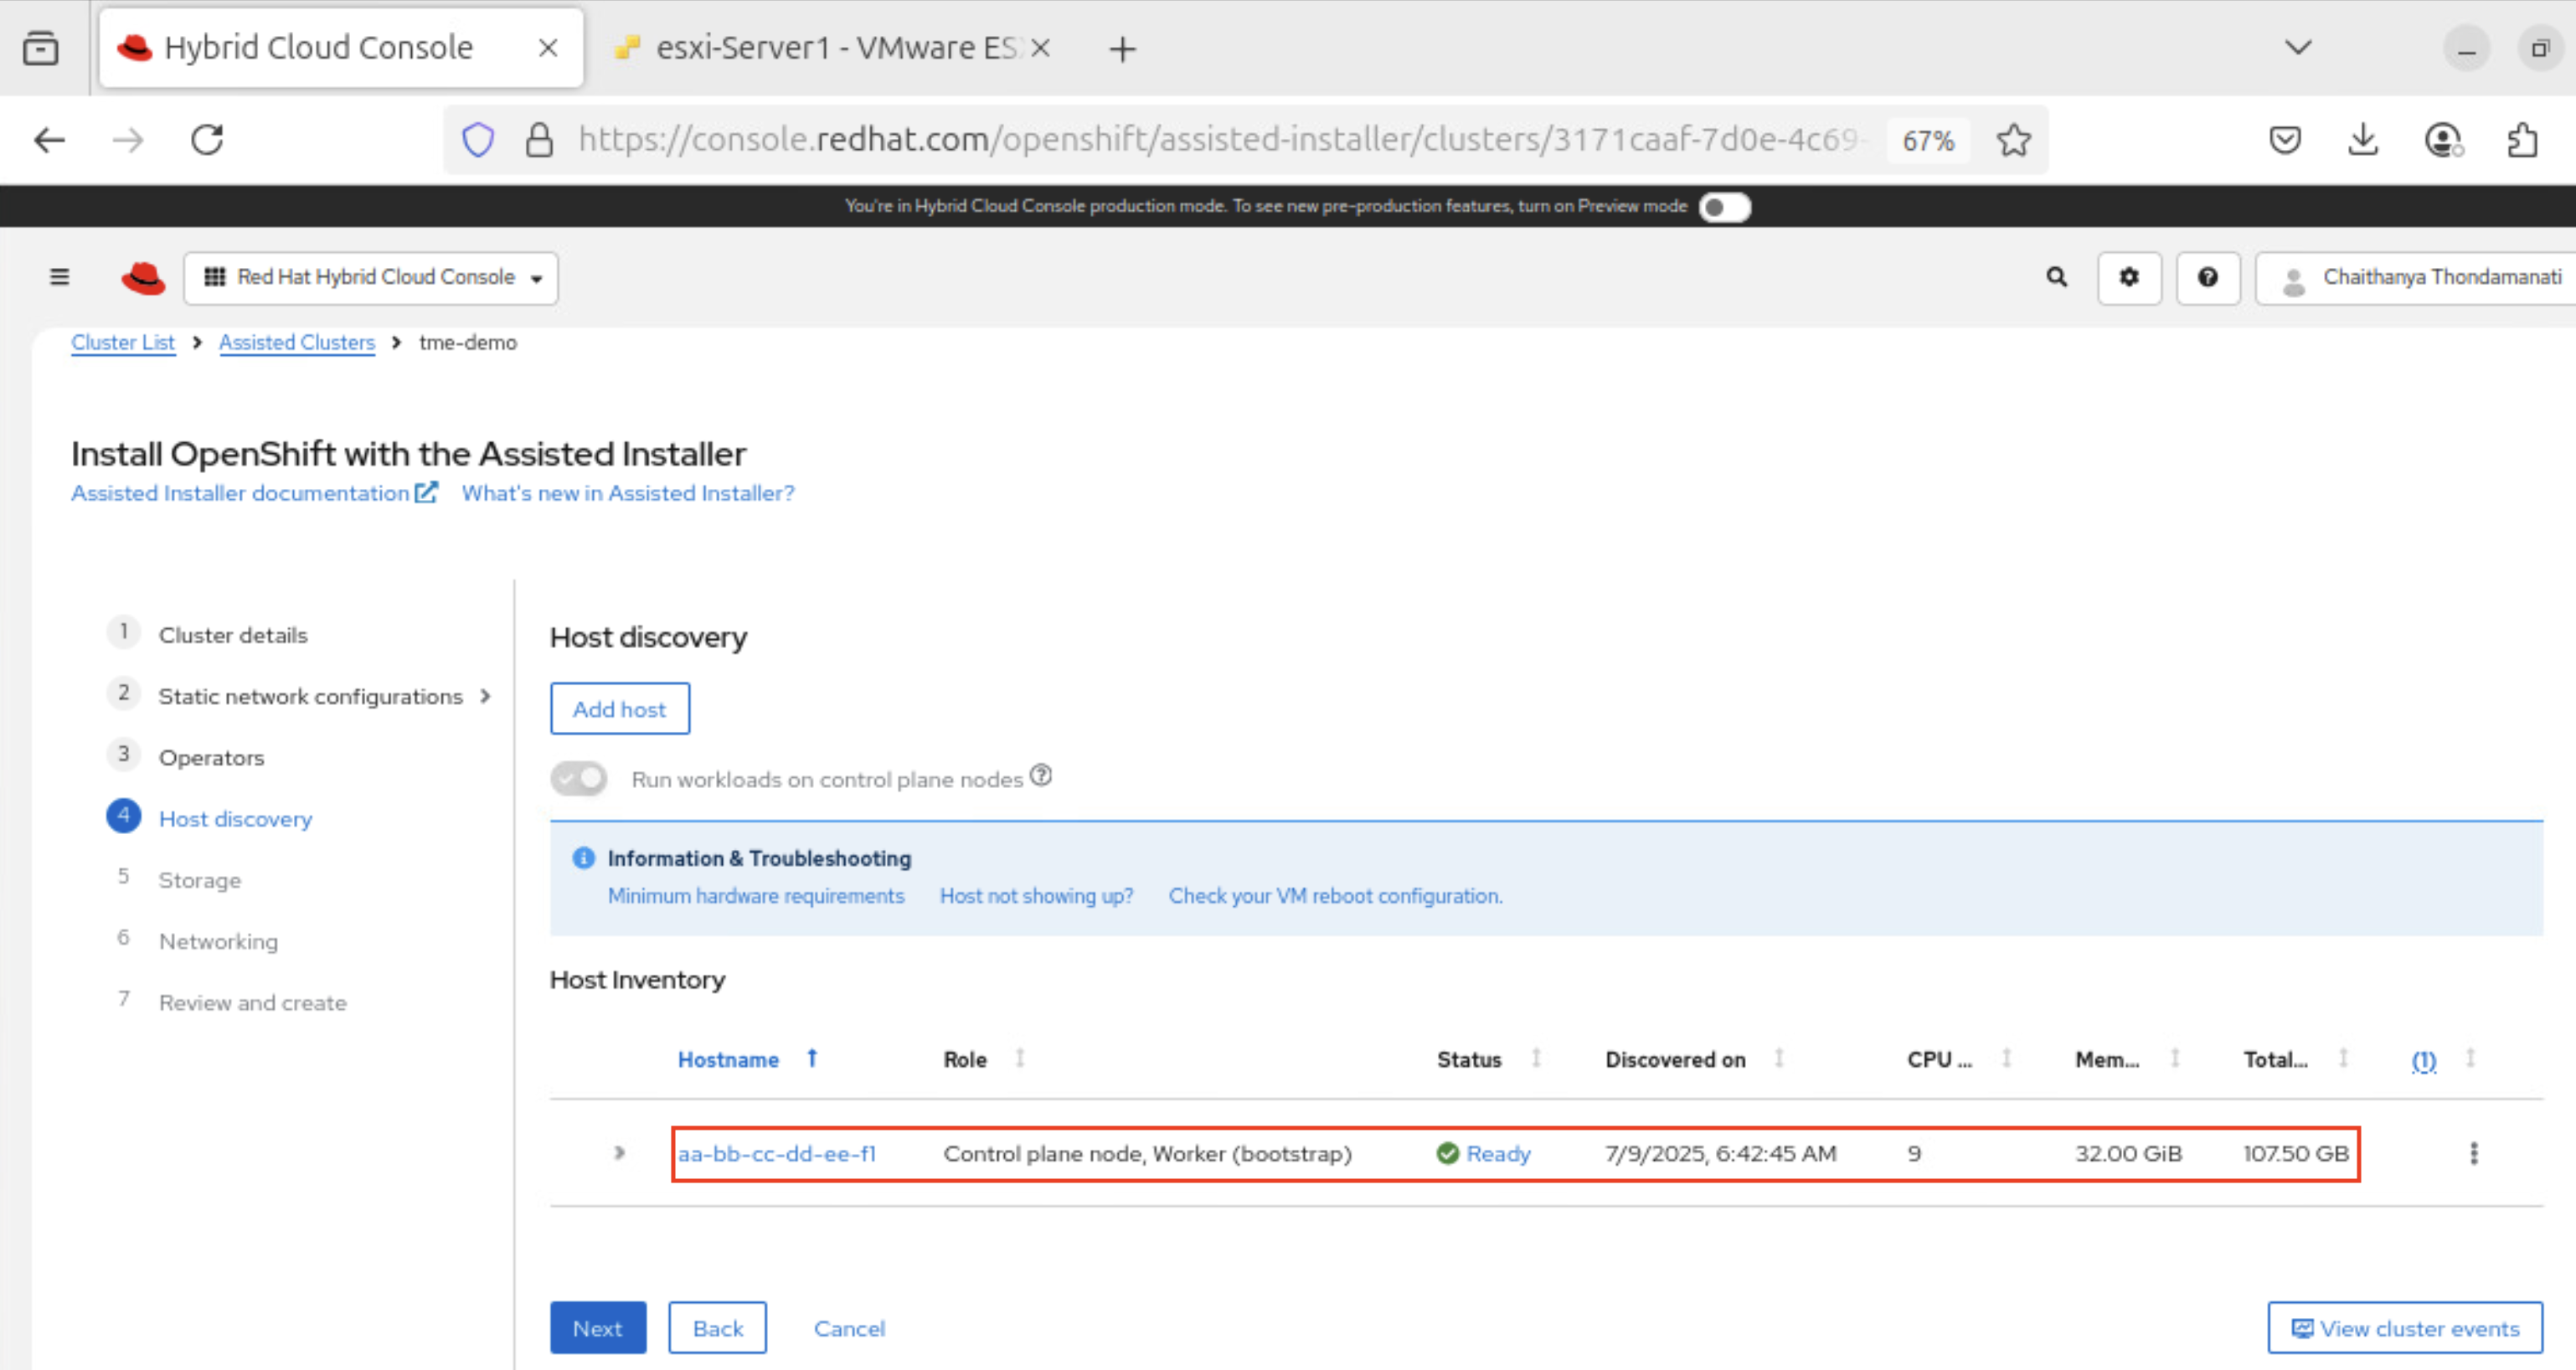 Hybrid Cloud Console
esxi-Server1 - VMware ES
https://console.redhat.com/openshift/assisted-installer/clusters/3171caaf-7d0e-4c69-
67%
You're in Hybrid Cloud Console production mode. To see new pre-production features, turn on Preview mode
Red Hat Hybrid Cloud Console
Chaithanya Thondamanati
Cluster List > Assisted Clusters > tme-demo
Install OpenShift with the Assisted Installer
Assisted Installer documentation What's new in Assisted Installer?
1 Cluster details
2 Static network configurations
3 Operators
4 Host discovery
5 Storage
6 Networking
7 Review and create
Host discovery
Add host
Run workloads on control plane nodes
Information & Troubleshooting
Minimum hardware requirements Host not showing up? Check your VM reboot configuration.
Host Inventory
Hostname Role Status Discovered on CPU ... Mem... Total... (1)
aa-bb-cc-dd-ee-f1 Control plane node, Worker (bootstrap) Ready 7/9/2025, 6:42:45 AM 9 32.00 GiB 107.50 GB
Next Back Cancel View cluster events